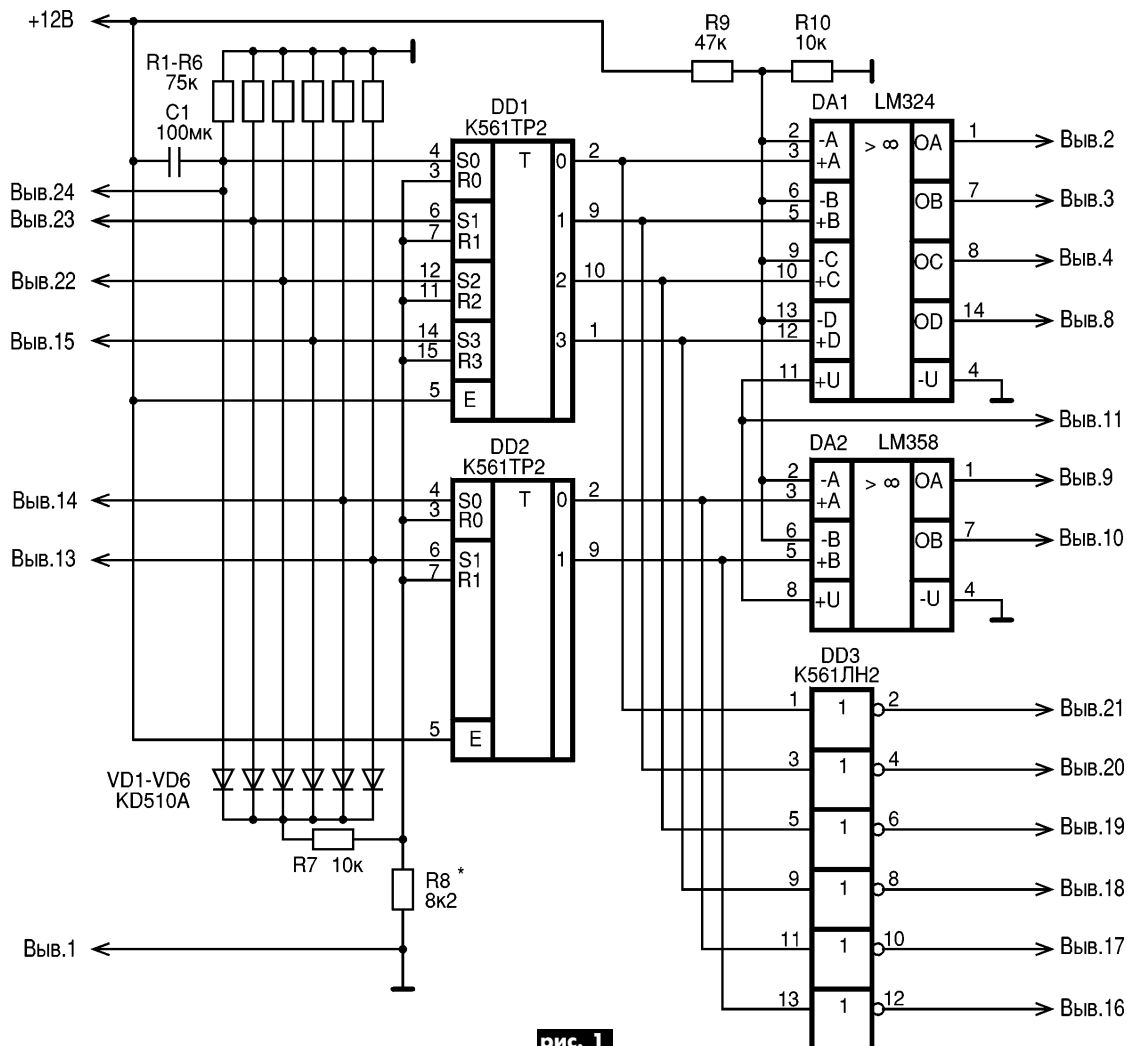 +12В
R1-R6
75к
C1
100мк
R9
47к
R10
10к
DD1
К561ТР2
DA1 LM324
Выв.24
Выв.23
Выв.22
Выв.15
4 S0 T 0 2
3 R0
6 S1 1 9
7 R1
12 S2 2 10
11 R2
14 S3 3 1
15 R3
5 E
2 -A > ∞ OA 1 Выв.2
3 +A
6 -B OB 7 Выв.3
5 +B
9 -C OC 8 Выв.4
10 +C
13 -D OD 14 Выв.8
12 +D
11 +U -U 4
Выв.11
DD2
К561ТР2
DA2 LM358
Выв.14
Выв.13
4 S0 T 0 2
3 R0
6 S1 1 9
7 R1
5 E
2 -A > ∞ OA 1 Выв.9
3 +A
6 -B OB 7 Выв.10
5 +B
8 +U -U 4
DD3
К561ЛН2
1 1 2 Выв.21
3 1 4 Выв.20
5 1 6 Выв.19
9 1 8 Выв.18
11 1 10 Выв.17
13 1 12 Выв.16
VD1-VD6
KD510A
R7 10к
R8 *
8к2
Выв.1
рис. 1